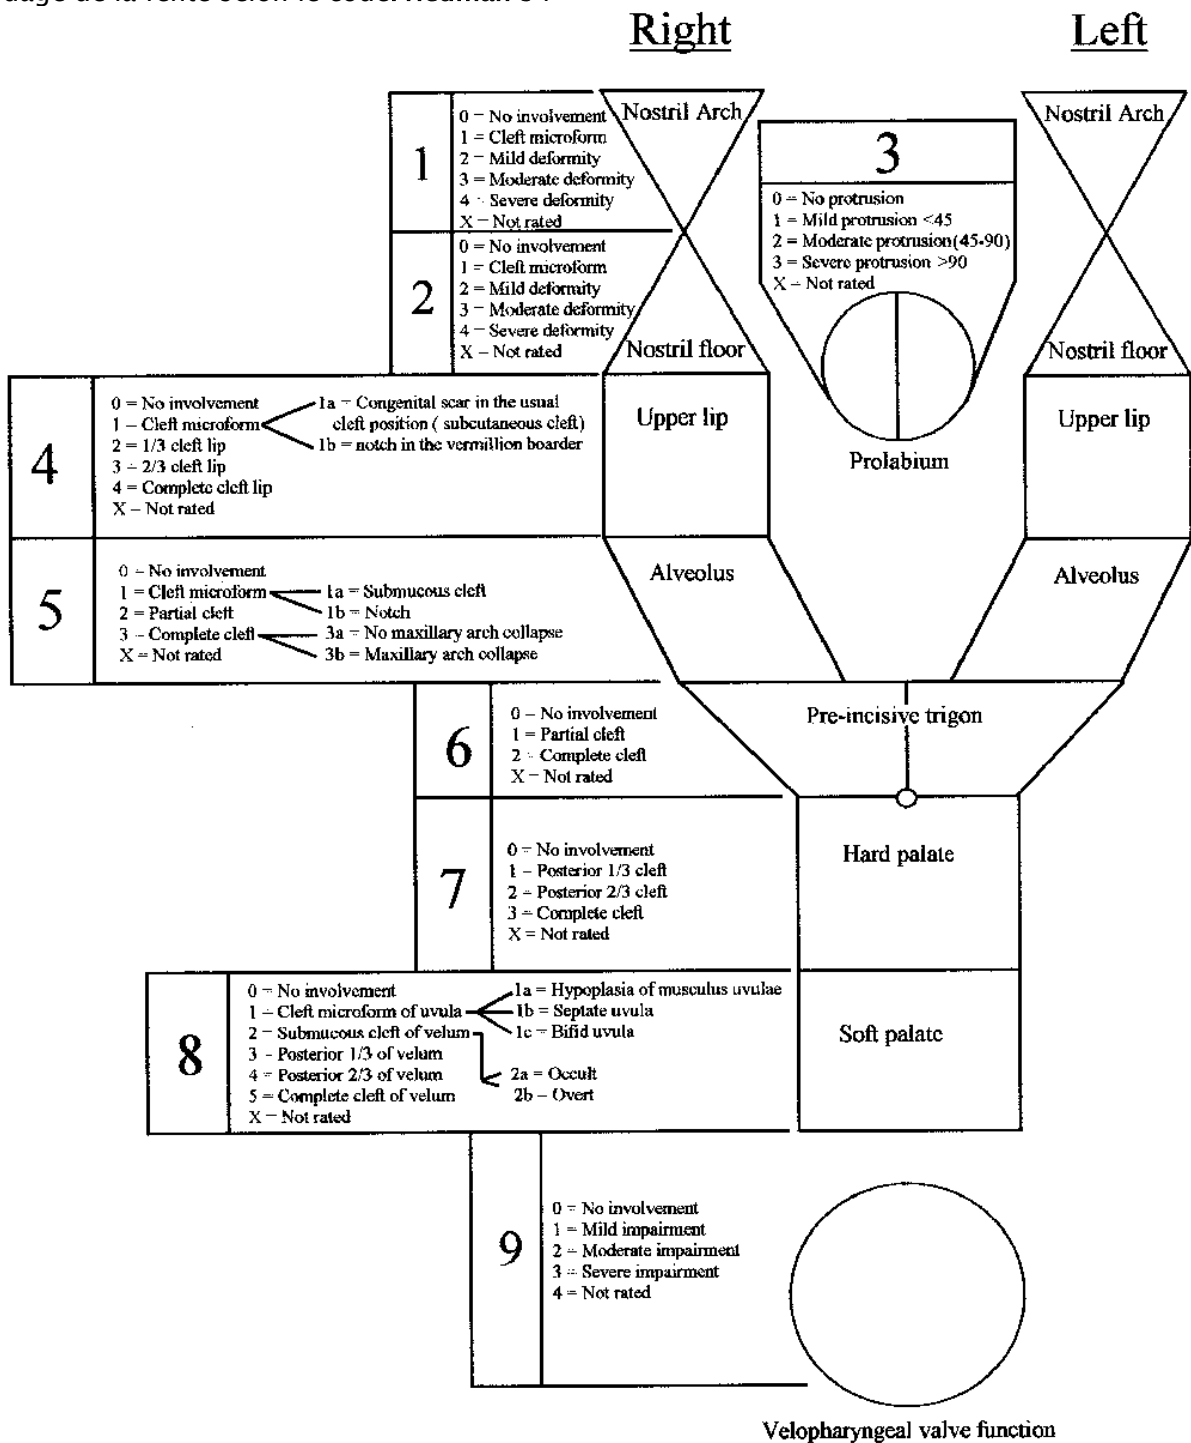 de la fente selon le code.
Right
Left
1
0 = No involvement
1 = Cleft microform
2 = Mild deformity
3 = Moderate deformity
4 - Severe deformity
X – Not rated
Nostril Arch
Nostril Arch
3
0 – No protrusion
1 = Mild protrusion <45
2 = Moderate protrusion(45-90)
3 = Severe protrusion >90
X – Not rated
2
0 = No involvement
1 = Cleft microform
2 = Mild deformity
3 – Moderate deformity
4 – Severe deformity
X – Not rated
Nostril floor
Nostril floor
4
0 = No involvement
1 – Cleft microform
2 = 1/3 cleft lip
3 – 2/3 cleft lip
4 = Complete cleft lip
X – Not rated
1a = Congenital scar in the usual
cleft position ( subcutaneous cleft)
1b = notch in the vermillion boarder
Upper lip
Prolabium
Upper lip
5
0 – No involvement
1 = Cleft microform
2 = Partial cleft
3 – Complete cleft
X = Not rated
1a = Submucous cleft
1b = Notch
3a = No maxillary arch collapse
3b = Maxillary arch collapse
Alveolus
Alveolus
6
0 – No involvement
1 = Partial cleft
2 - Complete cleft
X = Not rated
Pre-incisive trigon
7
0 = No involvement
1 – Posterior 1/3 cleft
2 = Posterior 2/3 cleft
3 = Complete cleft
X = Not rated
Hard palate
8
0 = No involvement
1 – Cleft microform of uvula
2 – Submucous cleft of velum
3 - Posterior 1/3 of velum
4 = Posterior 2/3 of velum
5 = Complete cleft of velum
X – Not rated
1a = Hypoplasia of musculus uvulae
1b = Septate uvula
1c = Bifid uvula
2a = Occult
2b – Overt
Soft palate
9
0 = No involvement
1 = Mild impairment
2 – Moderate impairment
3 = Severe impairment
4 = Not rated
Velopharyngeal valve function